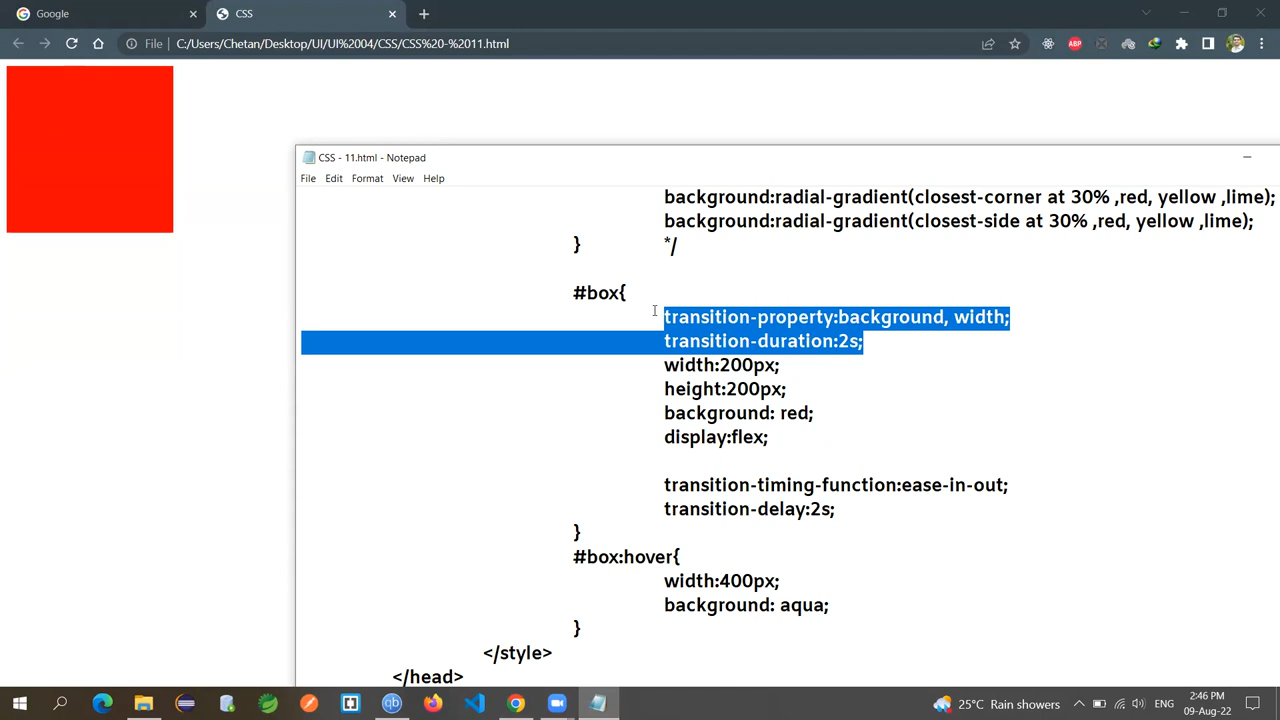 Google
CSS
File
C:/Users/Chetan/Desktop/UI/UI%2004/CSS/CSS%20-%2011.html
ABP
CSS - 11.html - Notepad
File Edit Format View Help
background:radial-gradient(closest-corner at 30% ,red, yellow ,lime);
background:radial-gradient(closest-side at 30% ,red, yellow ,lime);
} */
#box{
transition-property:background, width;
transition-duration:2s;
width:200px;
height:200px;
background: red;
display:flex;
transition-timing-function:ease-in-out;
transition-delay:2s;
}
#box:hover{
width:400px;
background: aqua;
}
</style>
</head>
qb
25°C Rain showers
ENG
2:46 PM
09-Aug-22